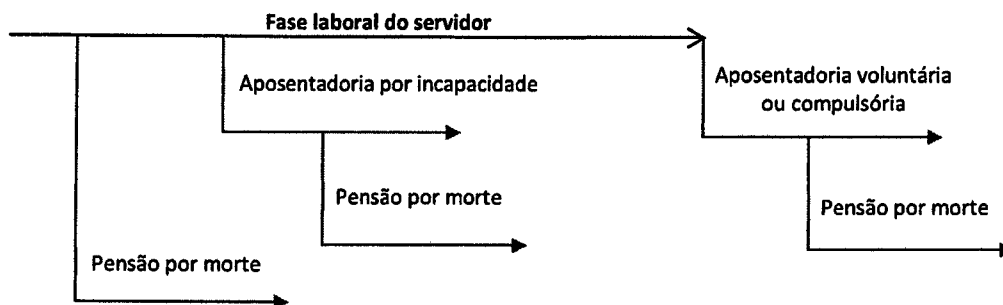 Fase laboral do servidor
Aposentadoria por incapacidade
Aposentadoria voluntária
ou compulsória
Pensão por morte
Pensão por morte
Pensão por morte